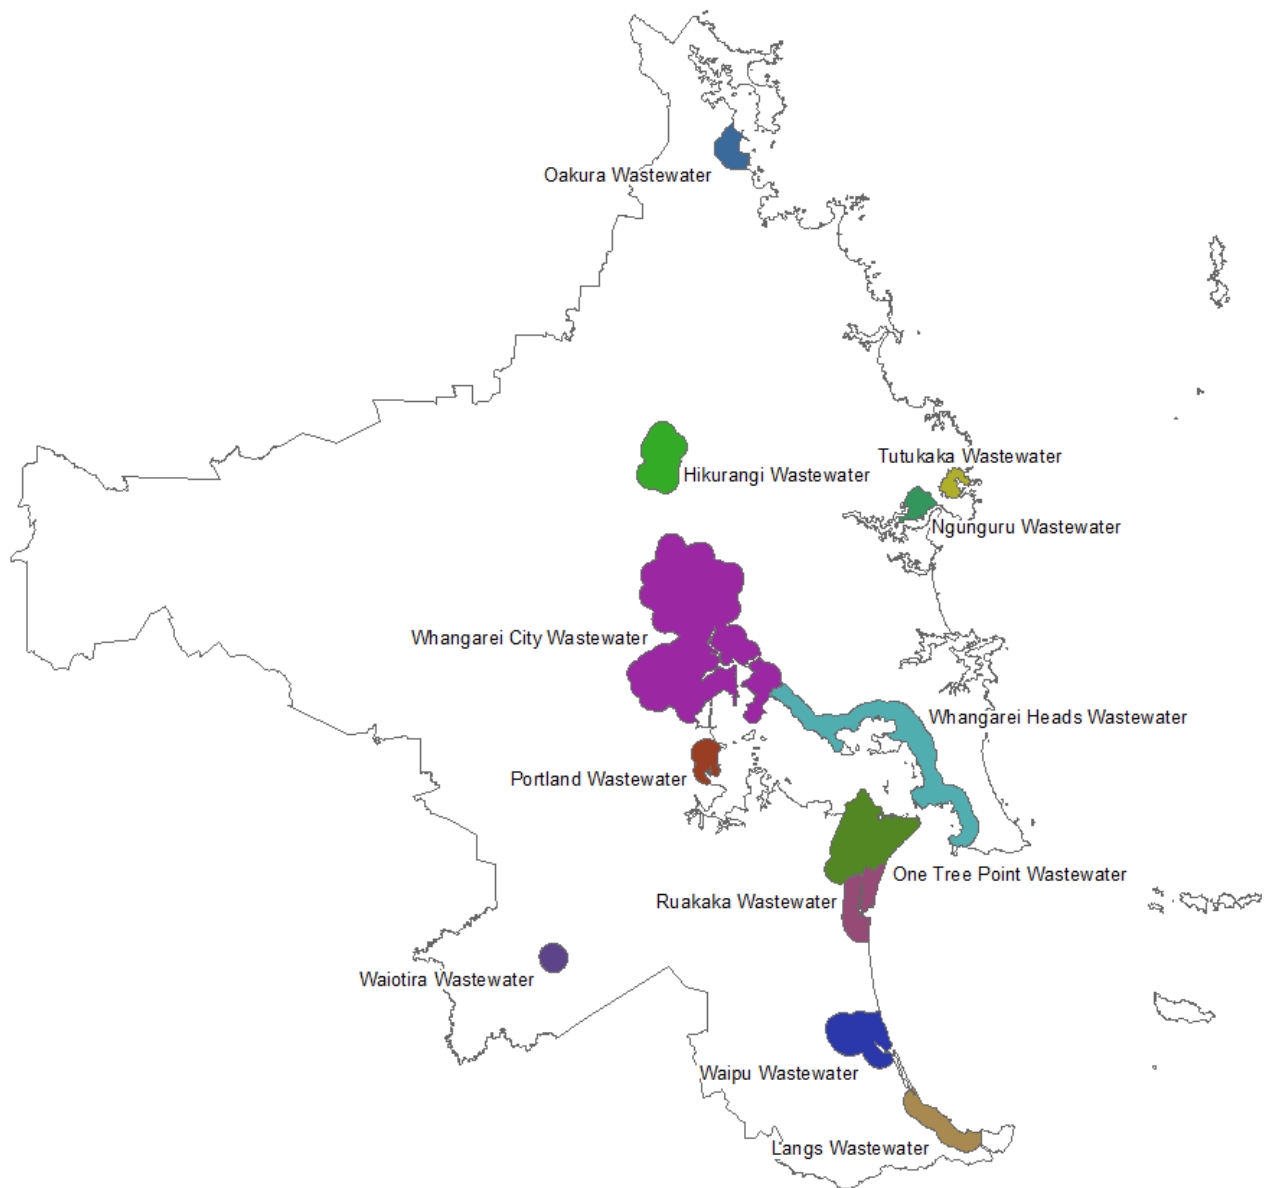 Oakura Wastewater
Tutukaka Wastewater
Hikurangi Wastewater
Ngunguru Wastewater
Whangarei City Wastewater
Whangarei Heads Wastewater
Portland Wastewater
One Tree Point Wastewater
Ruakaka Wastewater
Waiotira Wastewater
Waipu Wastewater
Langs Wastewater